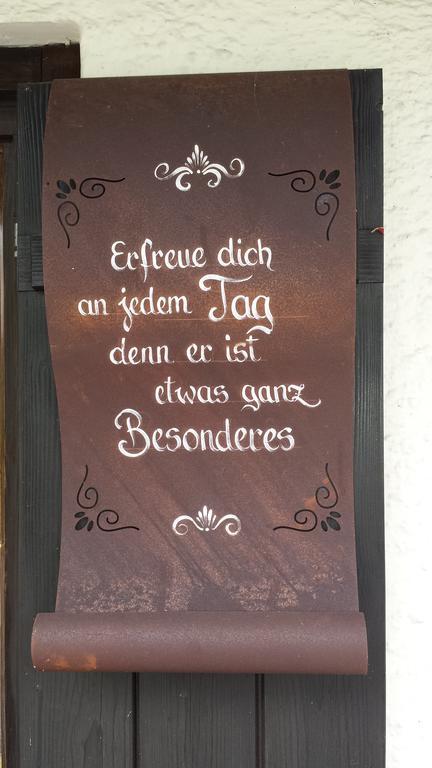 Erfreue dich
an jedem Tag
denn er ist
etwas ganz
Besonderes